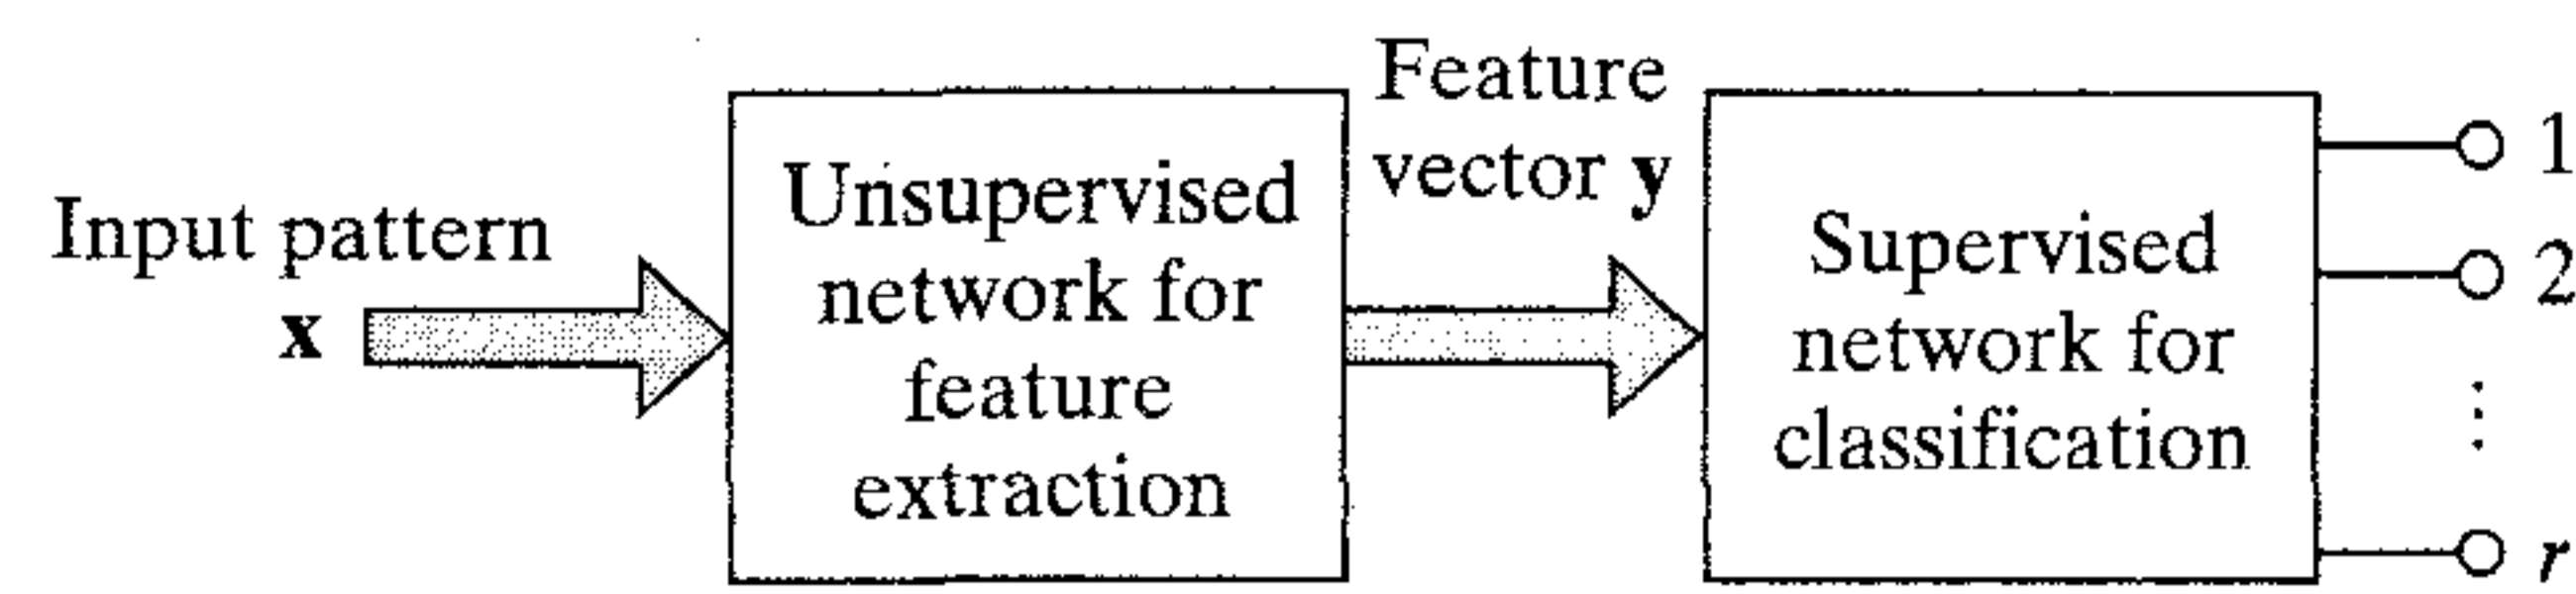 Input pattern
x
Unsupervised
network for
feature
extraction
Feature
vector y
Supervised
network for
classification
1
2
⋮
r